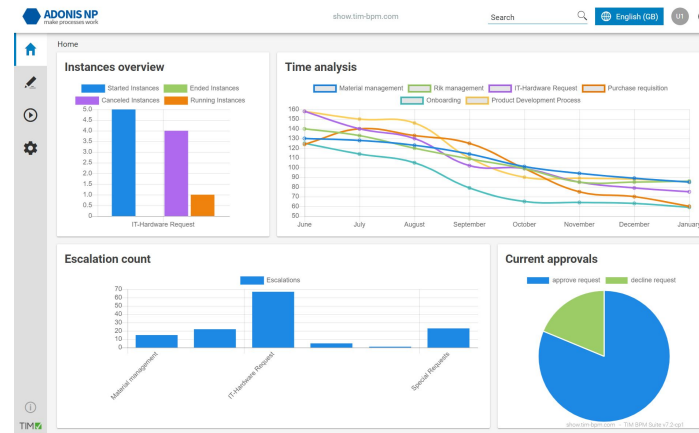 ADONIS NP
make processes work
show.tim-bpm.com
Search
English (GB)
U1
Home
Instances overview
Started Instances
Ended Instances
Canceled Instances
Running Instances
5.0
4.5
4.0
3.5
3.0
2.5
2.0
1.5
1.0
0.5
0
IT-Hardware Request
Time analysis
Material management
Rik management
IT-Hardware Request
Purchase requisition
Onboarding
Product Development Process
160
150
140
130
120
110
100
90
80
70
60
50
June
July
August
September
October
November
December
January
Escalation count
Escalations
70
60
50
40
30
20
10
0
Material management
IT-Hardware Request
Special Requests
Current approvals
approve request
decline request
show.tim-bpm.com - TIM BPM Suite v7.2-sp1
TIM